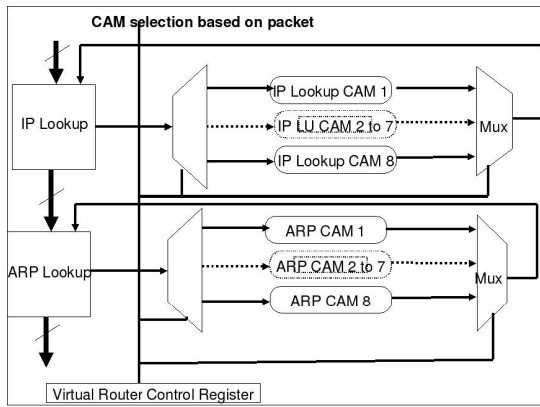 CAM selection based on packet
IP Lookup
IP Lookup CAM 1
IP LU CAM 2 to 7
IP Lookup CAM 8
Mux
ARP Lookup
ARP CAM 1
ARP CAM 2 to 7
ARP CAM 8
Mux
Virtual Router Control Register